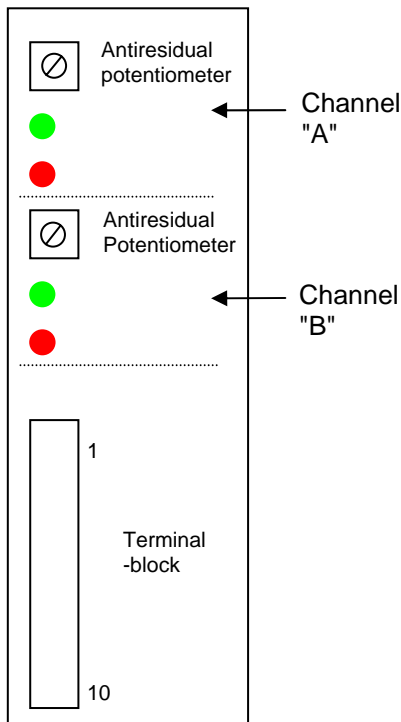 Antiresidual
potentiometer
Channel
"A"
Antiresidual
Potentiometer
Channel
"B"
1
Terminal
-block
10